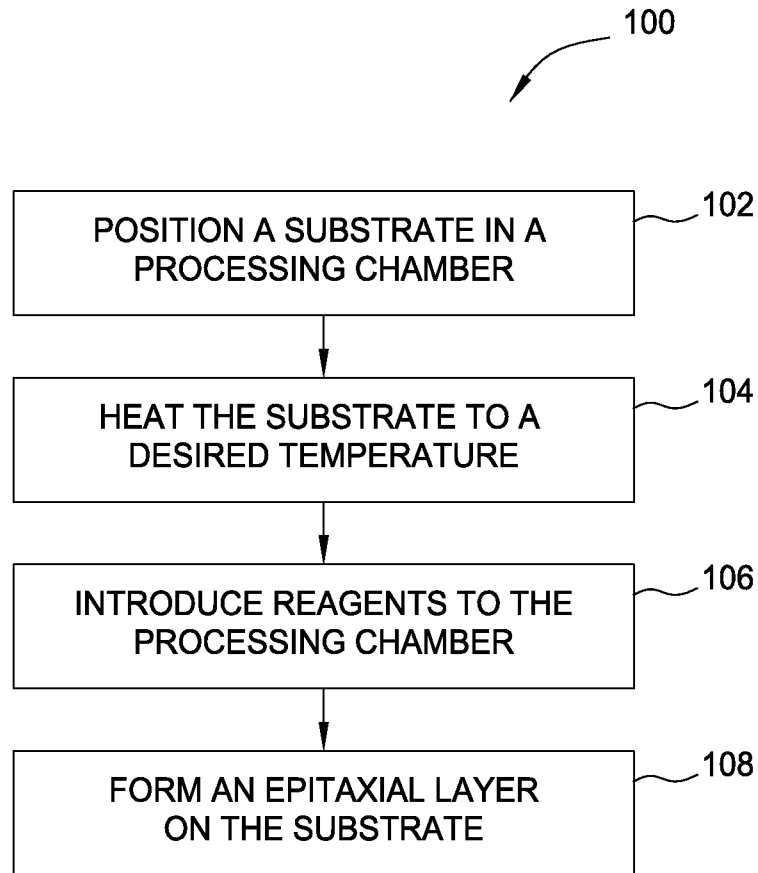 100
POSITION A SUBSTRATE IN A
PROCESSING CHAMBER
102
HEAT THE SUBSTRATE TO A
DESIRED TEMPERATURE
104
INTRODUCE REAGENTS TO THE
PROCESSING CHAMBER
106
FORM AN EPITAXIAL LAYER
ON THE SUBSTRATE
108